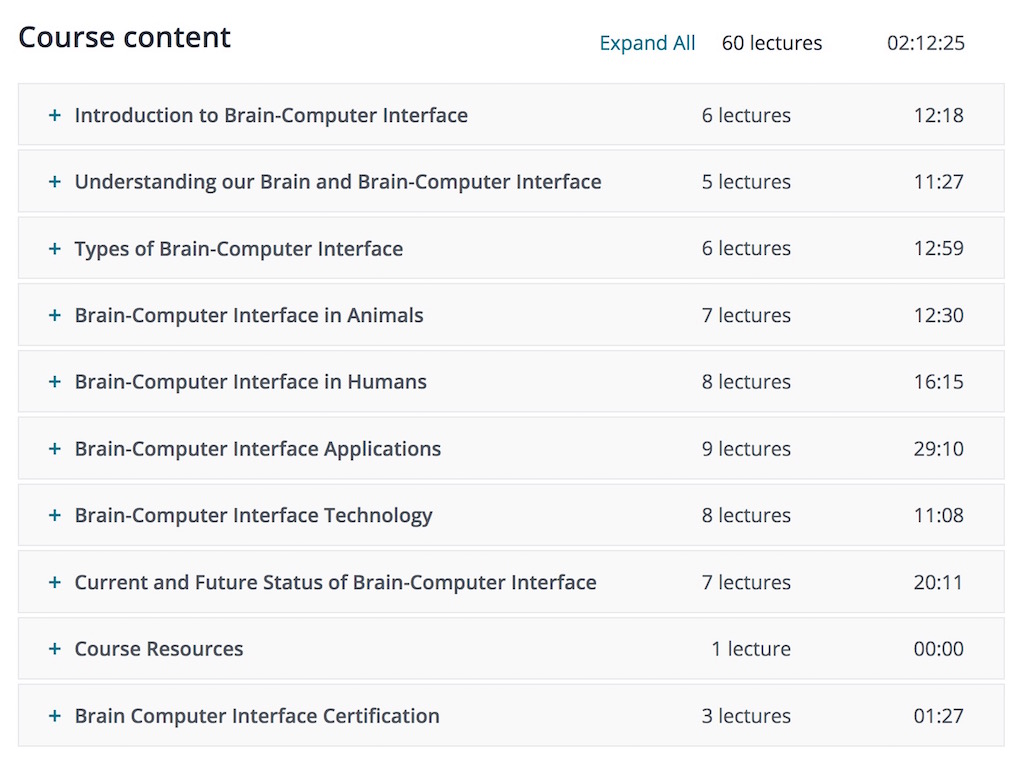 Course content Expand All 60 lectures 02:12:25
+ Introduction to Brain-Computer Interface 6 lectures 12:18
+ Understanding our Brain and Brain-Computer Interface 5 lectures 11:27
+ Types of Brain-Computer Interface 6 lectures 12:59
+ Brain-Computer Interface in Animals 7 lectures 12:30
+ Brain-Computer Interface in Humans 8 lectures 16:15
+ Brain-Computer Interface Applications 9 lectures 29:10
+ Brain-Computer Interface Technology 8 lectures 11:08
+ Current and Future Status of Brain-Computer Interface 7 lectures 20:11
+ Course Resources 1 lecture 00:00
+ Brain Computer Interface Certification 3 lectures 01:27